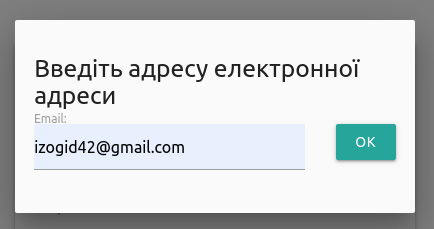 Введіть адресу електронної
адреси
Email:
izogid42@gmail.com
OK